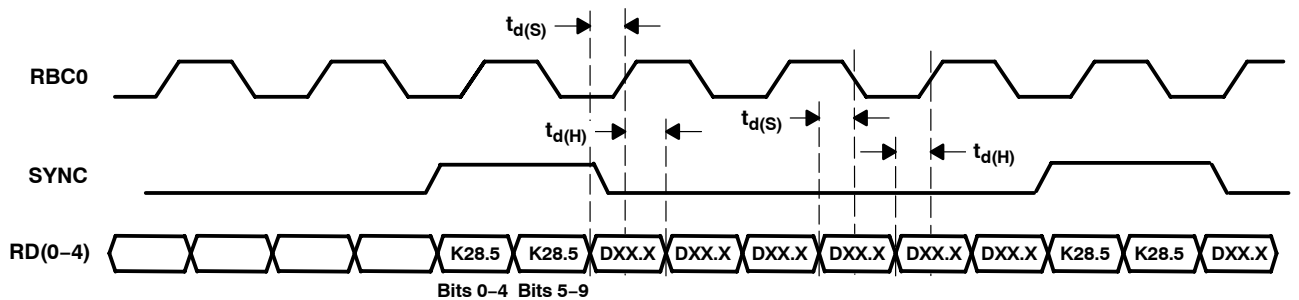 t_d(S)
RBC0
t_d(H)
t_d(S)
t_d(H)
SYNC
RD(0–4)
K28.5 K28.5 DXX.X DXX.X DXX.X DXX.X DXX.X DXX.X K28.5 K28.5 DXX.X
Bits 0–4 Bits 5–9